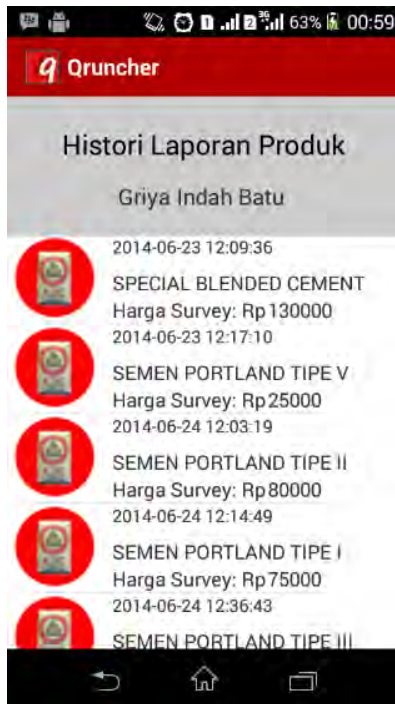 63% 00:59
Qruncher
Histori Laporan Produk
Griya Indah Batu
2014-06-23 12:09:36
SPECIAL BLENDED CEMENT
Harga Survey: Rp130000
2014-06-23 12:17:10
SEMEN PORTLAND TIPE V
Harga Survey: Rp25000
2014-06-24 12:03:19
SEMEN PORTLAND TIPE II
Harga Survey: Rp80000
2014-06-24 12:14:49
SEMEN PORTLAND TIPE I
Harga Survey: Rp75000
2014-06-24 12:36:43
SEMEN PORTLAND TIPE III